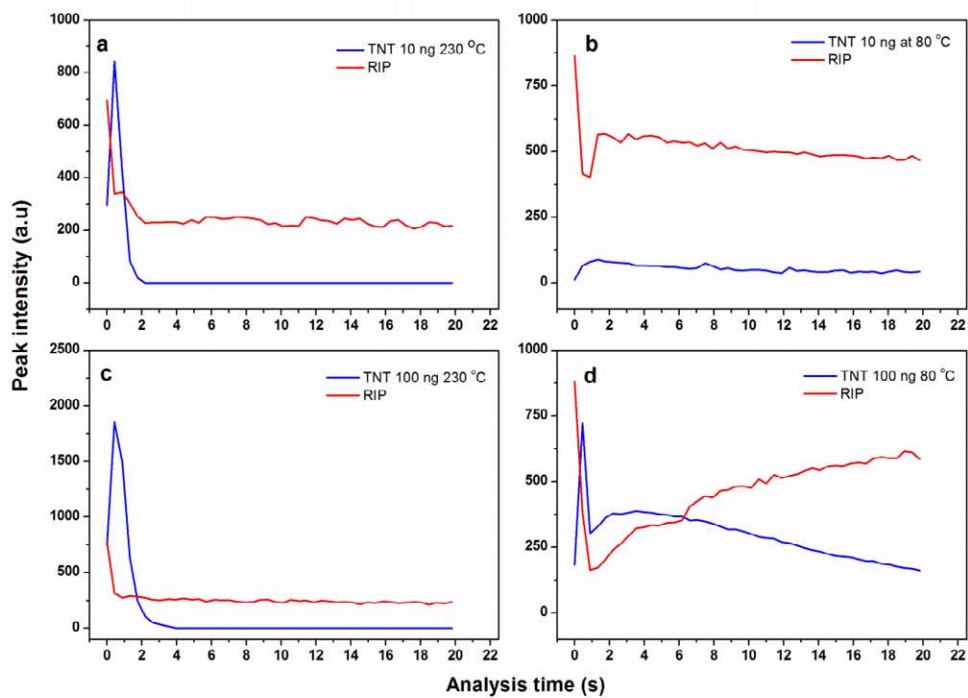 Peak intensity (a.u)
a
TNT 10 ng 230 °C
RIP
1000
800
600
400
200
0
0 2 4 6 8 10 12 14 16 18 20 22
b
TNT 10 ng at 80 °C
RIP
1000
750
500
250
0
0 2 4 6 8 10 12 14 16 18 20 22
c
TNT 100 ng 230 °C
RIP
2500
2000
1500
1000
500
0
0 2 4 6 8 10 12 14 16 18 20 22
d
TNT 100 ng 80 °C
RIP
1000
750
500
250
0
0 2 4 6 8 10 12 14 16 18 20 22
Analysis time (s)